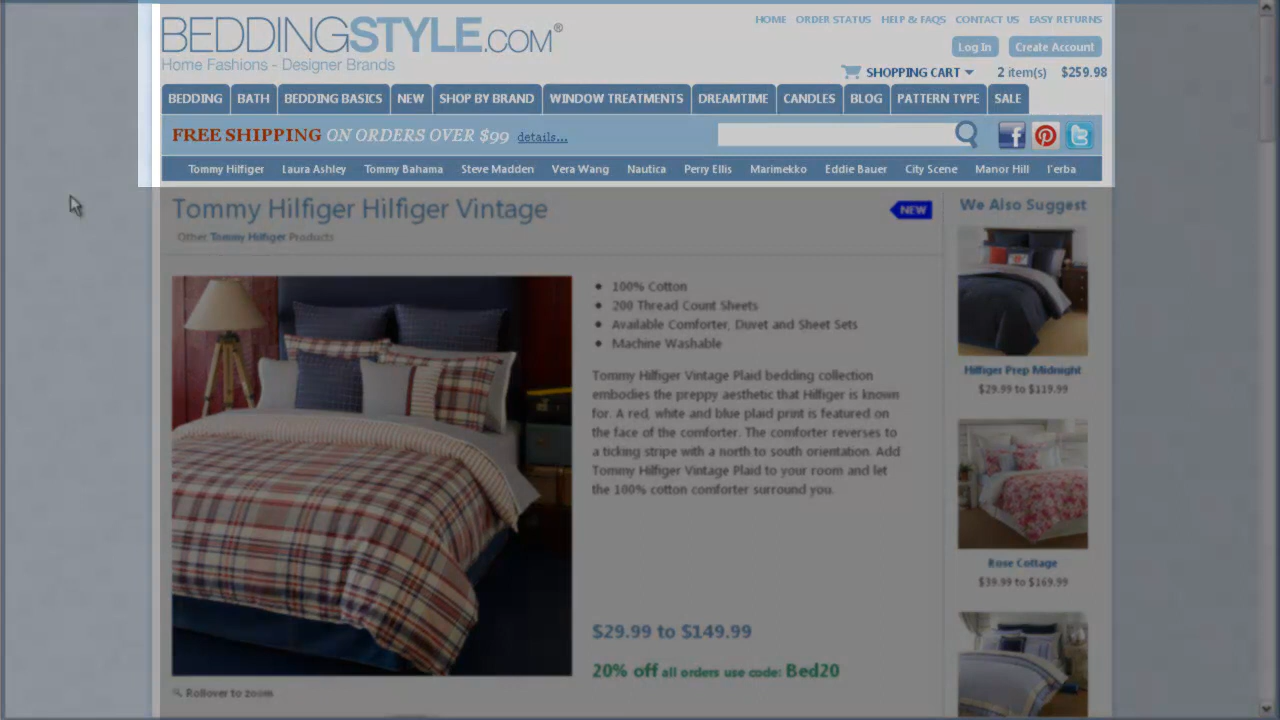 BEDDINGSTYLE.COM®
Home Fashions - Designer Brands
HOME ORDER STATUS HELP & FAQS CONTACT US EASY RETURNS
Log In Create Account
SHOPPING CART 2 item(s) $259.98
BEDDING BATH BEDDING BASICS NEW SHOP BY BRAND WINDOW TREATMENTS DREAMTIME CANDLES BLOG PATTERN TYPE SALE
FREE SHIPPING ON ORDERS OVER $99 details...
Tommy Hilfiger Laura Ashley Tommy Bahama Steve Madden Vera Wang Nautica Perry Ellis Marimekko Eddie Bauer City Scene Manor Hill l'erba
Tommy Hilfiger Hilfiger Vintage
NEW
Other Tommy Hilfiger Products
100% Cotton
200 Thread Count Sheets
Available Comforter, Duvet and Sheet Sets
Machine Washable
Tommy Hilfiger Vintage Plaid bedding collection
embodies the preppy aesthetic that Hilfiger is known
for. A red, white and blue plaid print is featured on
the face of the comforter. The comforter reverses to
a ticking stripe with a north to south orientation. Add
Tommy Hilfiger Vintage Plaid to your room and let
the 100% cotton comforter surround you.
$29.99 to $149.99
20% off all orders use code: Bed20
Rollover to zoom
We Also Suggest
Hilfiger Prep Midnight
$29.99 to $119.99
Rose Cottage
$39.99 to $169.99